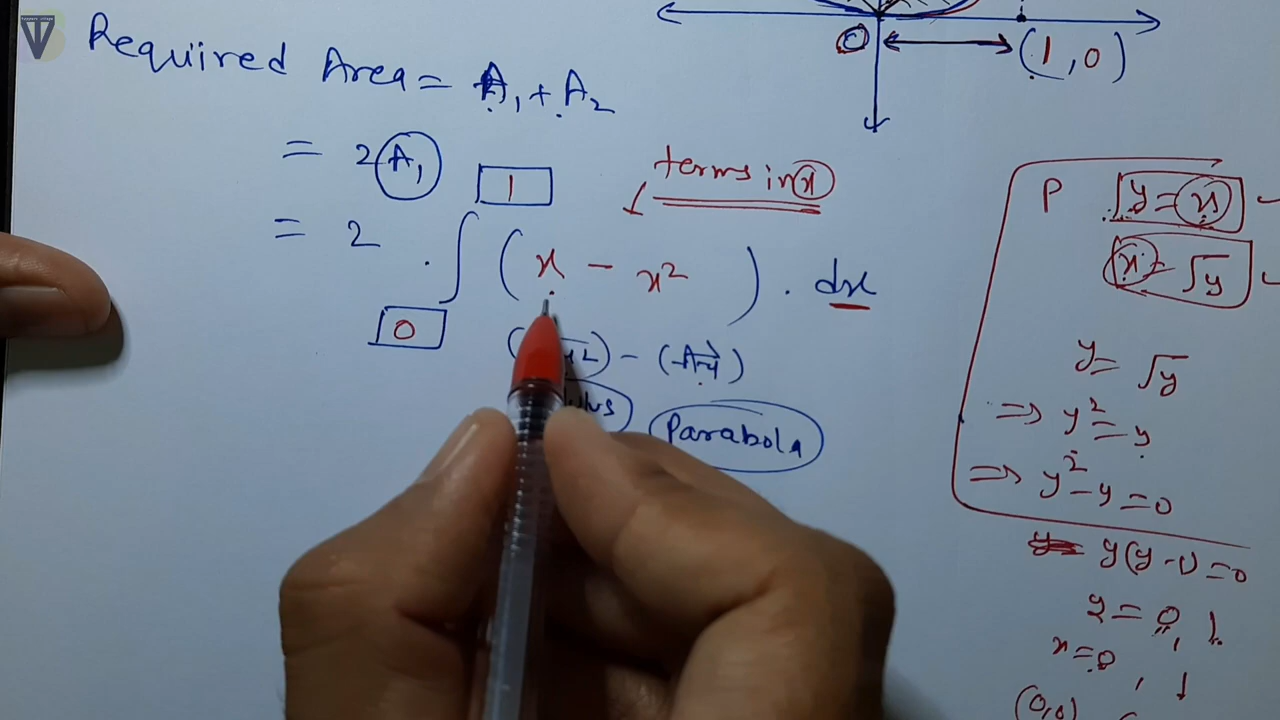 Required Area = A₁ + A₂
= 2 A₁
= 2 . ∫ ( x - x² ) . dx
1
0
terms in x
) - (
Parabola
O
(1, 0)
P y = x
x = √y
y = √y
⇒ y² = y
⇒ y² - y = 0
y(y - 1) = 0
y = 0, 1
x = 0, 1
(0,0)